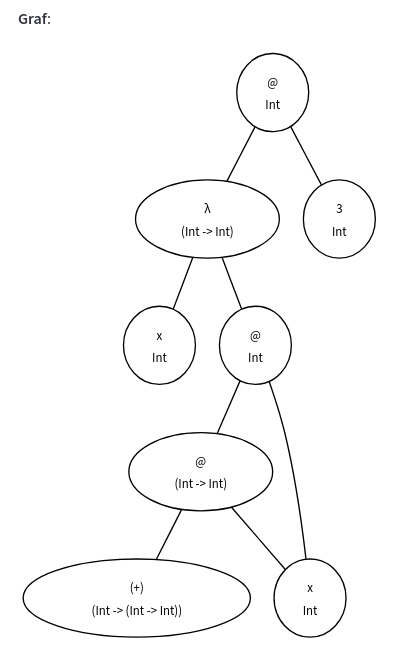 Graf:
@
Int
λ
(Int -> Int)
3
Int
x
Int
@
Int
@
(Int -> Int)
(+)
(Int -> (Int -> Int))
x
Int